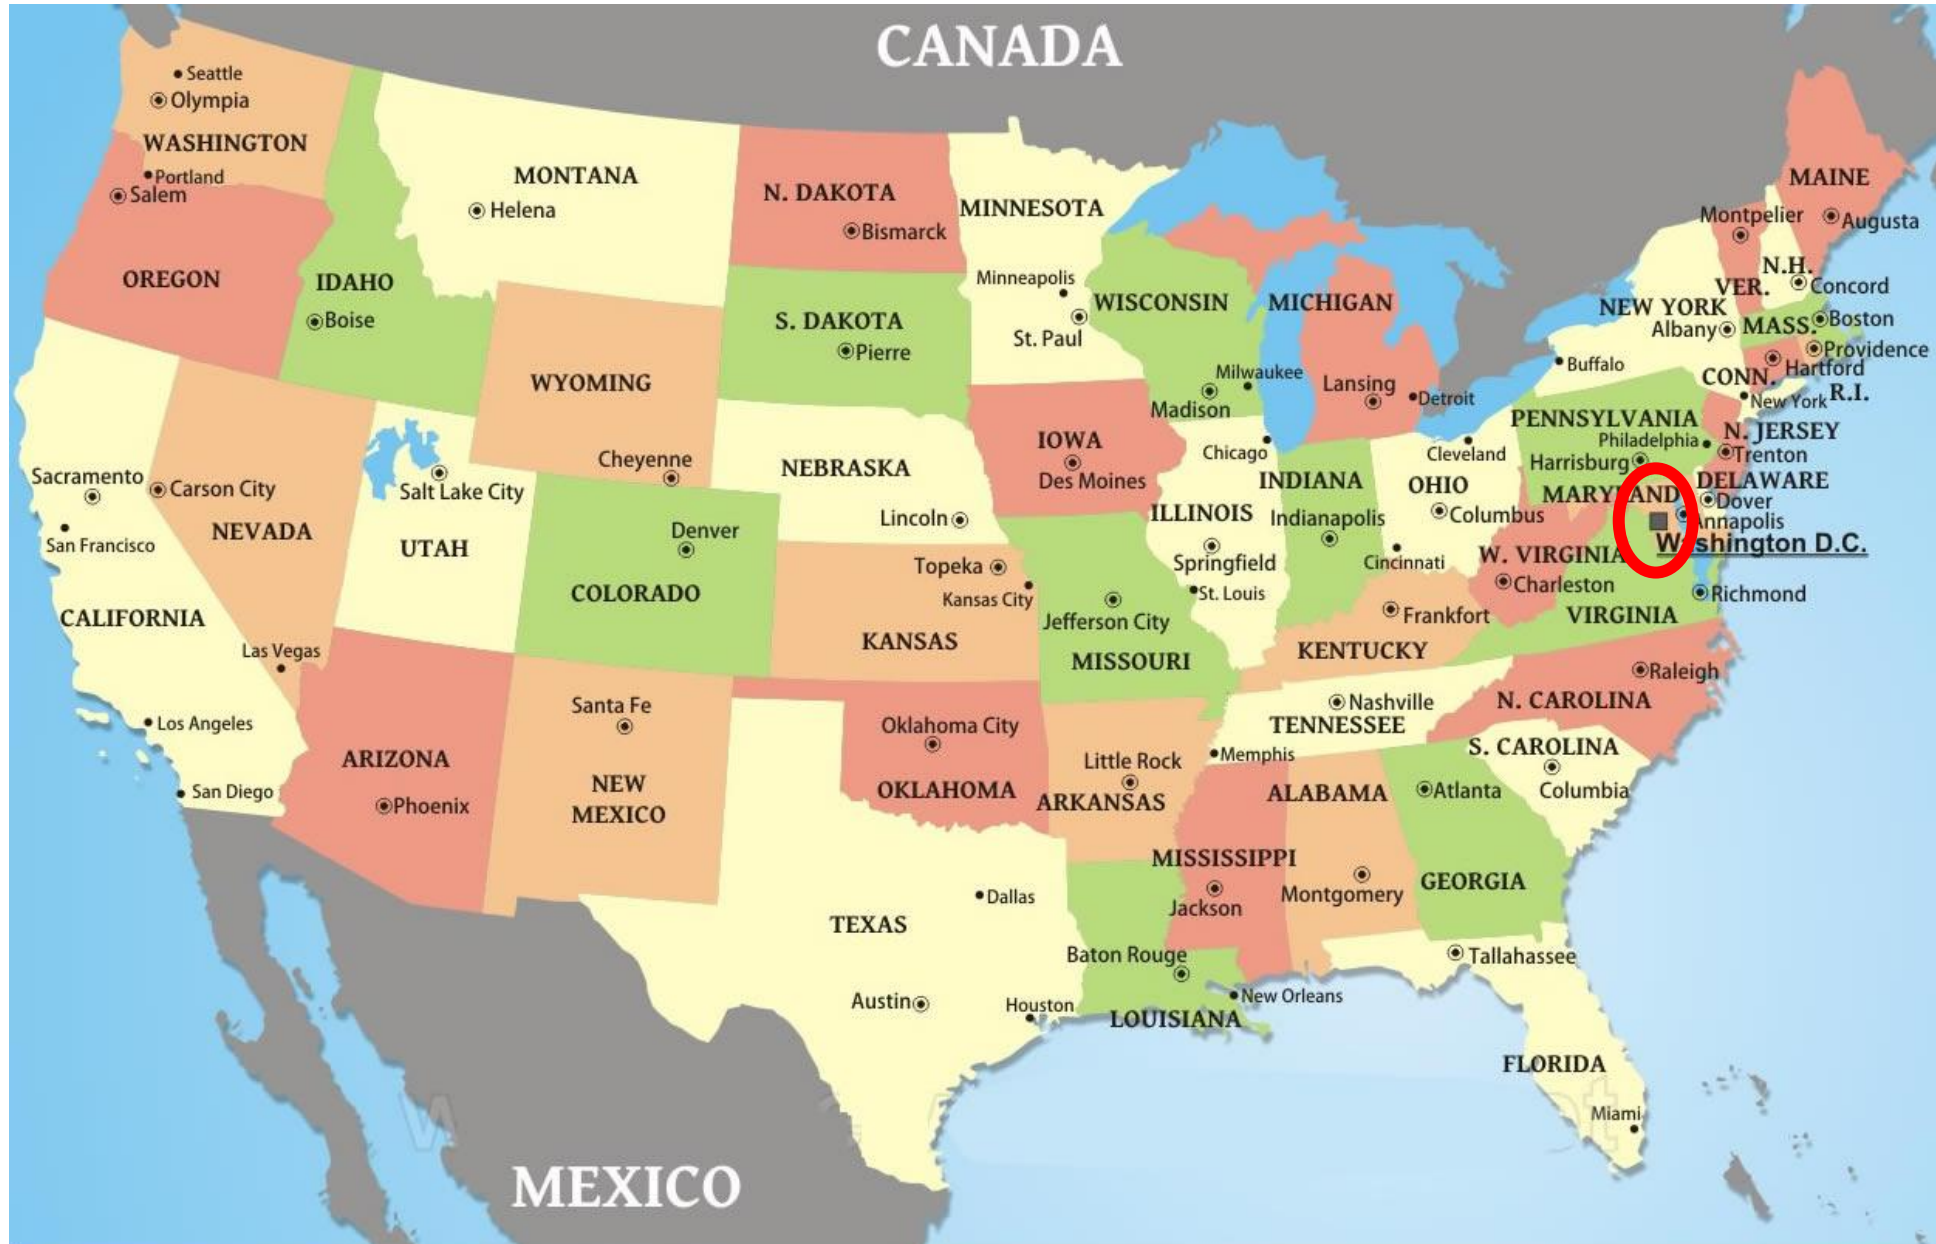 CANADA
Seattle
Olympia
WASHINGTON
Portland
Salem
OREGON
IDAHO
Boise
MONTANA
Helena
N. DAKOTA
Bismarck
MINNESOTA
Minneapolis
St. Paul
WISCONSIN
Milwaukee
Madison
MICHIGAN
Lansing
Detroit
MAINE
Augusta
Montpelier
VER.
N.H.
Concord
NEW YORK
Albany
Buffalo
MASS.
Boston
Providence
Hartford
CONN.
R.I.
New York
WYOMING
Cheyenne
S. DAKOTA
Pierre
NEBRASKA
Lincoln
IOWA
Des Moines
Chicago
ILLINOIS
Springfield
INDIANA
Indianapolis
OHIO
Cleveland
Columbus
Cincinnati
PENNSYLVANIA
Philadelphia
Harrisburg
N. JERSEY
Trenton
DELAWARE
Dover
MARYLAND
Annapolis
Washington D.C.
W. VIRGINIA
Charleston
VIRGINIA
Richmond
Sacramento
San Francisco
CALIFORNIA
Los Angeles
San Diego
Carson City
NEVADA
Las Vegas
Salt Lake City
UTAH
Denver
COLORADO
Topeka
Kansas City
KANSAS
Jefferson City
MISSOURI
St. Louis
Frankfort
KENTUCKY
Nashville
TENNESSEE
Memphis
Raleigh
N. CAROLINA
S. CAROLINA
Columbia
ARIZONA
Phoenix
Santa Fe
NEW
MEXICO
Oklahoma City
OKLAHOMA
Little Rock
ARKANSAS
MISSISSIPPI
Jackson
ALABAMA
Montgomery
Atlanta
GEORGIA
TEXAS
Dallas
Austin
Houston
Baton Rouge
New Orleans
LOUISIANA
Tallahassee
FLORIDA
Miami
MEXICO